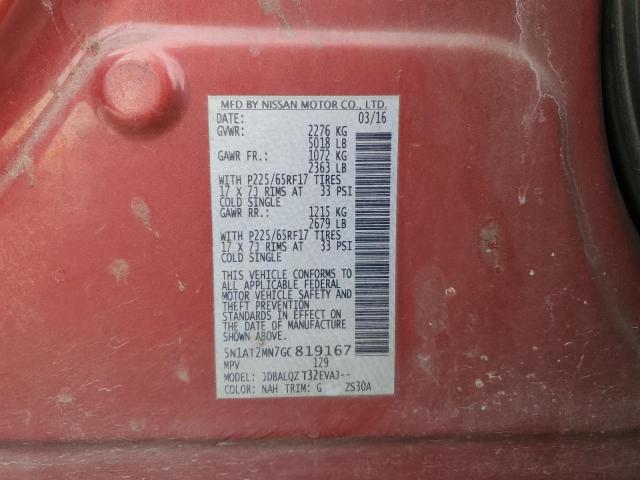 MFD BY NISSAN MOTOR CO., LTD.
DATE: 03/16
GVWR: 2276 KG
5018 LB
GAWR FR.: 1072 KG
2363 LB
WITH P225/65RF17 TIRES
17 X 7J RIMS AT 33 PSI
COLD SINGLE
GAWR RR.: 1215 KG
2679 LB
WITH P225/65RF17 TIRES
17 X 7J RIMS AT 33 PSI
COLD SINGLE
THIS VEHICLE CONFORMS TO
ALL APPLICABLE FEDERAL
MOTOR VEHICLE SAFETY AND
THEFT PREVENTION
STANDARDS IN EFFECT ON
THE DATE OF MANUFACTURE
SHOWN ABOVE.
5N1AT2MN7GC819167
MPV 129
MODEL: JDBALQZ T32EVAJ--
COLOR: NAH TRIM: G ZS30A